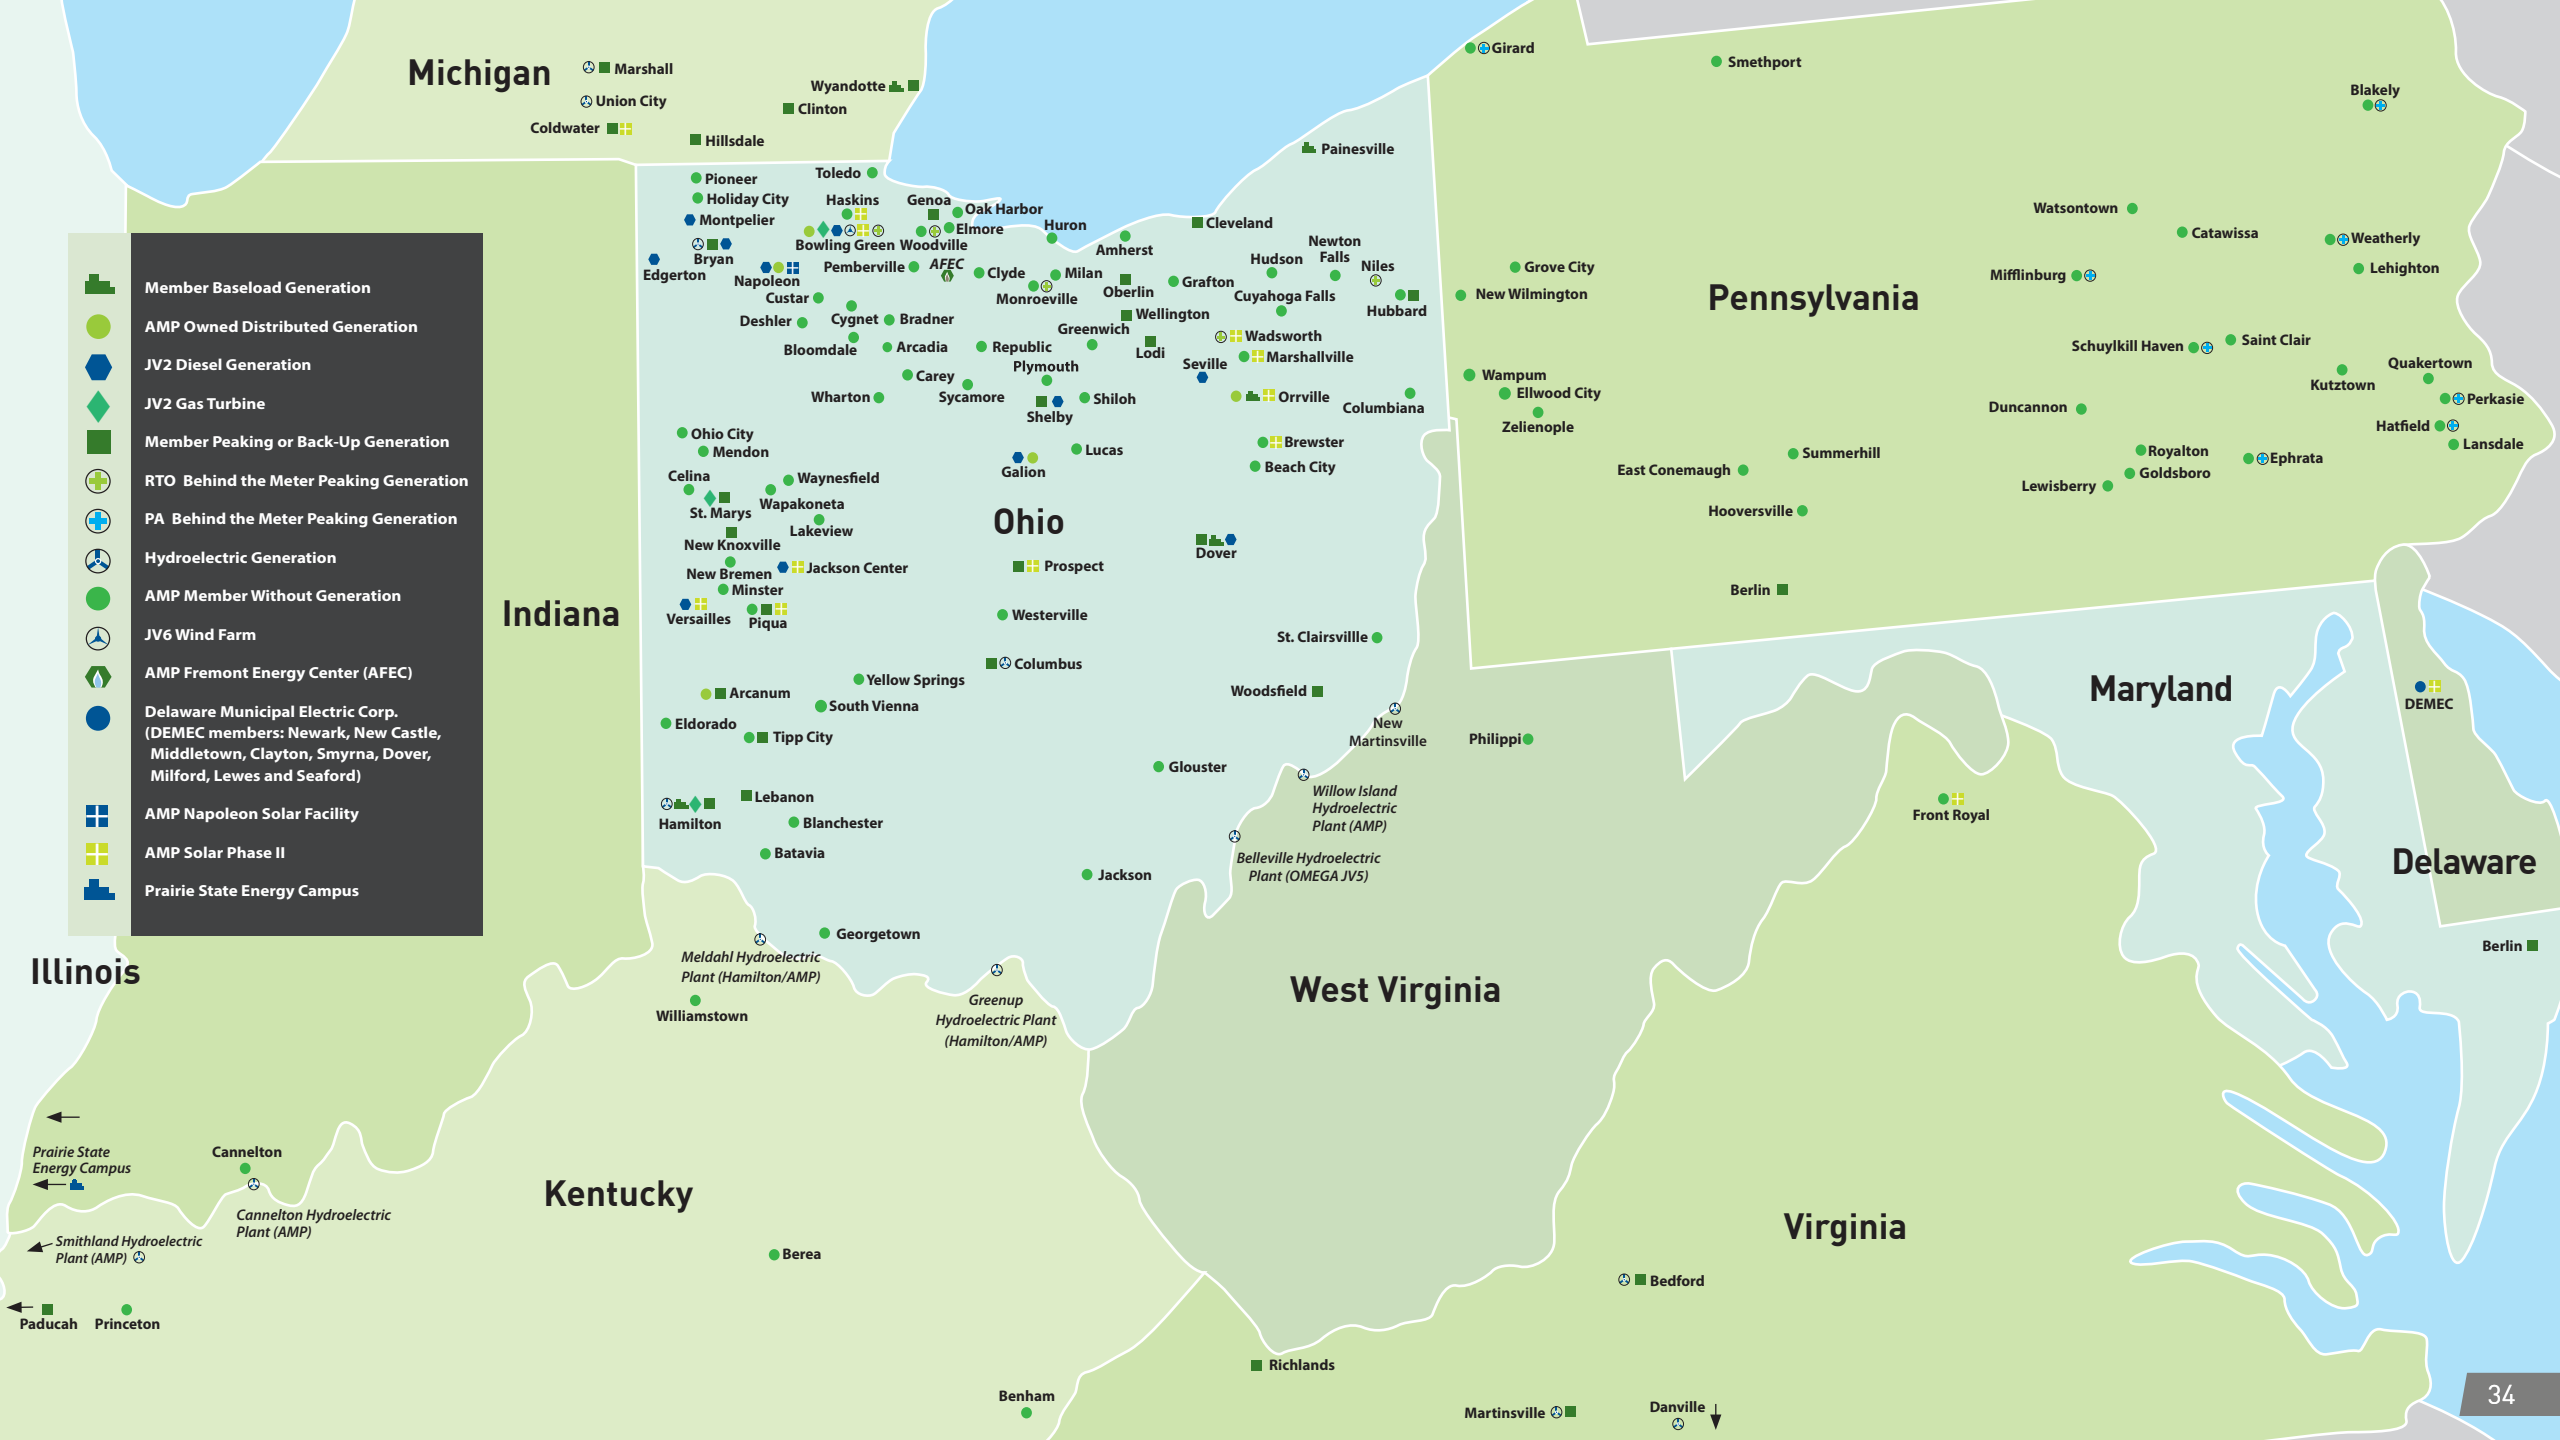 Michigan
Marshall
Union City
Coldwater
Hillsdale
Wyandotte
Clinton
Girard
Smethport
Blakely
Painesville
Pioneer
Holiday City
Montpelier
Toledo
Haskins
Genoa
Oak Harbor
Elmore
Huron
Amherst
Cleveland
Newton
Falls
Hudson
Niles
Bryan
Edgerton
Bowling Green
Woodville
Napoleon
Pemberville
AFEC
Clyde
Milan
Monroeville
Oberlin
Grafton
Cuyahoga Falls
Hubbard
Custar
Deshler
Cygnet
Bradner
Wellington
Greenwich
Lodi
Wadsworth
Marshallville
Bloomdale
Arcadia
Republic
Plymouth
Seville
Carey
Sycamore
Wharton
Shelby
Shiloh
Orrville
Columbiana
Ohio City
Mendon
Galion
Lucas
Brewster
Beach City
Celina
Waynesfield
Wapakoneta
St. Marys
Lakeview
New Knoxville
New Bremen
Jackson Center
Minster
Versailles
Piqua
Ohio
Prospect
Dover
Westerville
St. Clairsvillle
Columbus
Woodsfield
Yellow Springs
Arcanum
South Vienna
Eldorado
Tipp City
New
Martinsville
Glouster
Willow Island
Hydroelectric
Plant (AMP)
Hamilton
Lebanon
Blanchester
Batavia
Belleville Hydroelectric
Plant (OMEGA JV5)
Jackson
Georgetown
Meldahl Hydroelectric
Plant (Hamilton/AMP)
Williamstown
Greenup
Hydroelectric Plant
(Hamilton/AMP)
Pennsylvania
Grove City
New Wilmington
Wampum
Ellwood City
Zelienople
Watsontown
Catawissa
Weatherly
Mifflinburg
Lehighton
Schuylkill Haven
Saint Clair
Quakertown
Kutztown
Perkasie
Duncannon
Hatfield
Lansdale
Summerhill
East Conemaugh
Royalton
Goldsboro
Ephrata
Lewisberry
Hooversville
Berlin
Indiana
Maryland
DEMEC
Philippi
Front Royal
Delaware
Berlin
West Virginia
Illinois
Member Baseload Generation
AMP Owned Distributed Generation
JV2 Diesel Generation
JV2 Gas Turbine
Member Peaking or Back-Up Generation
RTO Behind the Meter Peaking Generation
PA Behind the Meter Peaking Generation
Hydroelectric Generation
AMP Member Without Generation
JV6 Wind Farm
AMP Fremont Energy Center (AFEC)
Delaware Municipal Electric Corp.
(DEMEC members: Newark, New Castle,
Middletown, Clayton, Smyrna, Dover,
Milford, Lewes and Seaford)
AMP Napoleon Solar Facility
AMP Solar Phase II
Prairie State Energy Campus
Prairie State
Energy Campus
Cannelton
Cannelton Hydroelectric
Plant (AMP)
Smithland Hydroelectric
Plant (AMP)
Paducah
Princeton
Kentucky
Berea
Benham
Virginia
Bedford
Richlands
Martinsville
Danville
34